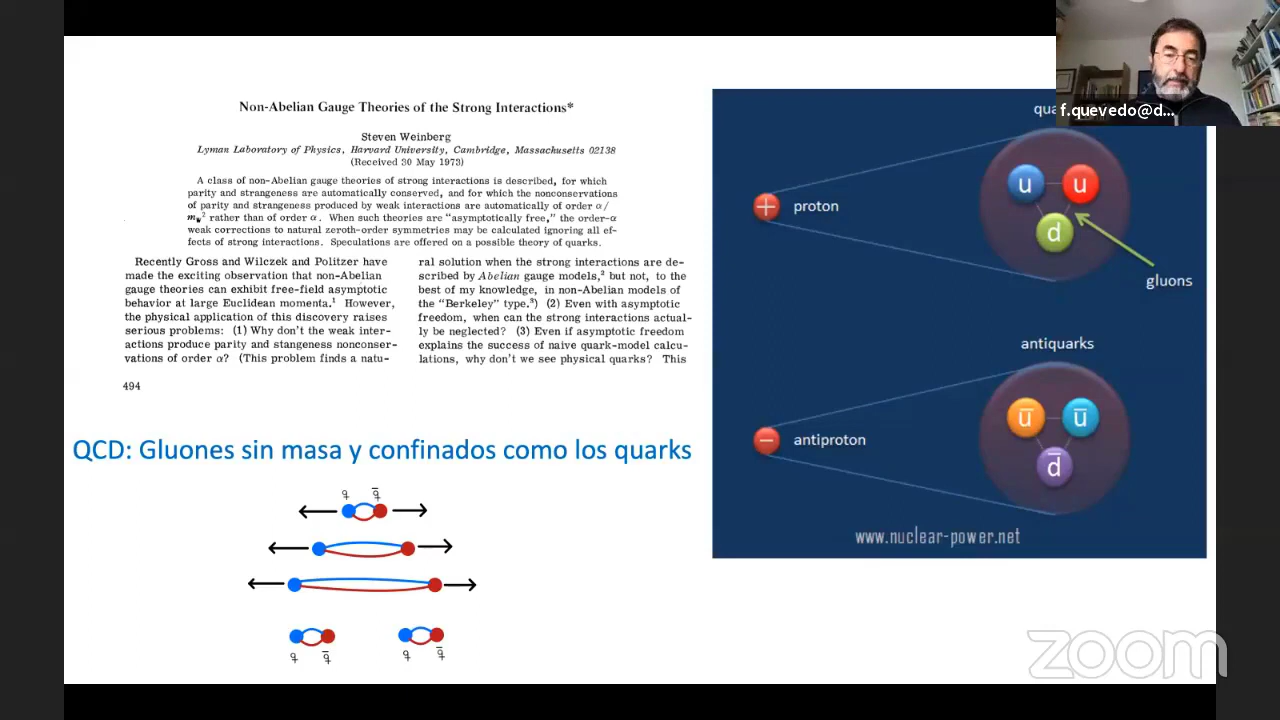 Non-Abelian Gauge Theories of the Strong Interactions*
Steven Weinberg
Lyman Laboratory of Physics, Harvard University, Cambridge, Massachusetts 02138
(Received 30 May 1973)
A class of non-Abelian gauge theories of strong interactions is described, for which
parity and strangeness are automatically conserved, and for which the nonconservations
of parity and strangeness produced by weak interactions are automatically of order α/
m_w² rather than of order α. When such theories are "asymptotically free," the order-α
weak corrections to natural zeroth-order symmetries may be calculated ignoring all ef-
fects of strong interactions. Speculations are offered on a possible theory of quarks.
Recently Gross and Wilczek and Politzer have
made the exciting observation that non-Abelian
gauge theories can exhibit free-field asymptotic
behavior at large Euclidean momenta.¹ However,
the physical application of this discovery raises
serious problems: (1) Why don't the weak inter-
actions produce parity and stangeness nonconser-
vations of order α? (This problem finds a natu-
494
ral solution when the strong interactions are de-
scribed by Abelian gauge models,² but not, to the
best of my knowledge, in non-Abelian models of
the "Berkeley" type.³) (2) Even with asymptotic
freedom, when can the strong interactions actual-
ly be neglected? (3) Even if asymptotic freedom
explains the success of naive quark-model calcu-
lations, why don't we see physical quarks? This
QCD: Gluones sin masa y confinados como los quarks
q q̅
q q̅
q q̅
qua
u u
d
+ proton
gluons
antiquarks
u̅ u̅
d̅
− antiproton
www.nuclear-power.net
f.quevedo@d...
zoom